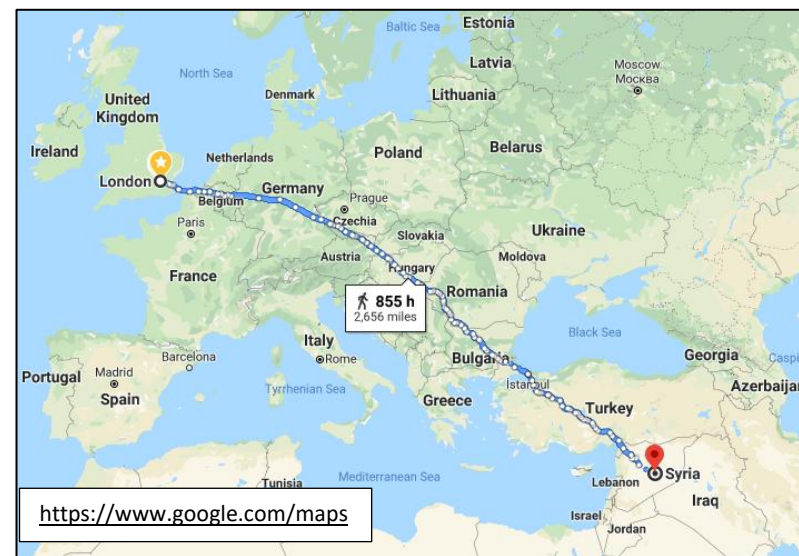 Baltic Sea
Estonia
Latvia
Moscow
Москва
North Sea
Denmark
Lithuania
United
Kingdom
Ireland
Netherlands
Poland
Belarus
London
Belgium
Germany
Prague
Czechia
Paris
Slovakia
Ukraine
Austria
Hungary
Moldova
France
855 h
2,656 miles
Romania
Italy
Rome
Black Sea
Georgia
Caspi
Barcelona
Bulgaria
Portugal
Madrid
Spain
Tyrrhenian Sea
İstanbul
Azerbaijan
Greece
Turkey
Mediterranean Sea
Syria
Tunisia
Lebanon
Iraq
https://www.google.com/maps
Israel
Jordan